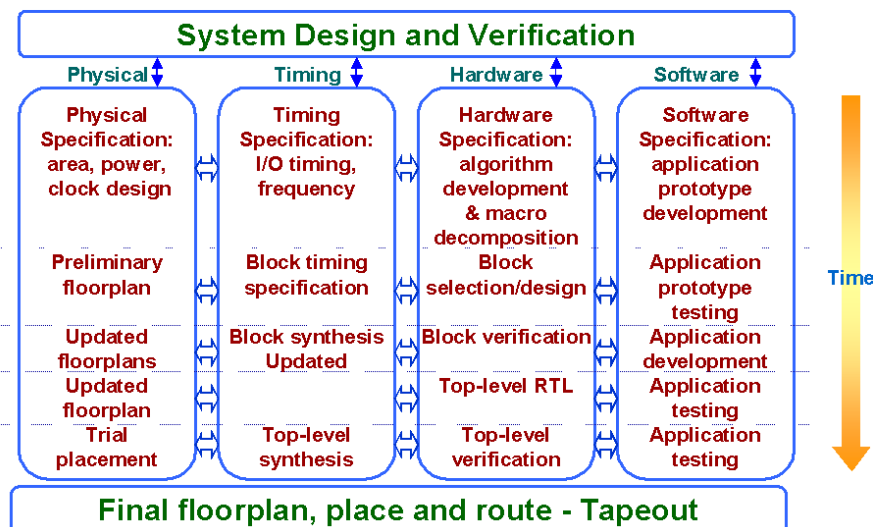 System Design and Verification
Physical
Timing
Hardware
Software
Physical
Specification:
area, power,
clock design
Timing
Specification:
I/O timing,
frequency
Hardware
Specification:
algorithm
development
& macro
decomposition
Software
Specification:
application
prototype
development
Preliminary
floorplan
Block timing
specification
Block
selection/design
Application
prototype
testing
Updated
floorplans
Block synthesis
Updated
Block verification
Application
development
Updated
floorplan
Top-level RTL
Application
testing
Trial
placement
Top-level
synthesis
Top-level
verification
Application
testing
Time
Final floorplan, place and route - Tapeout